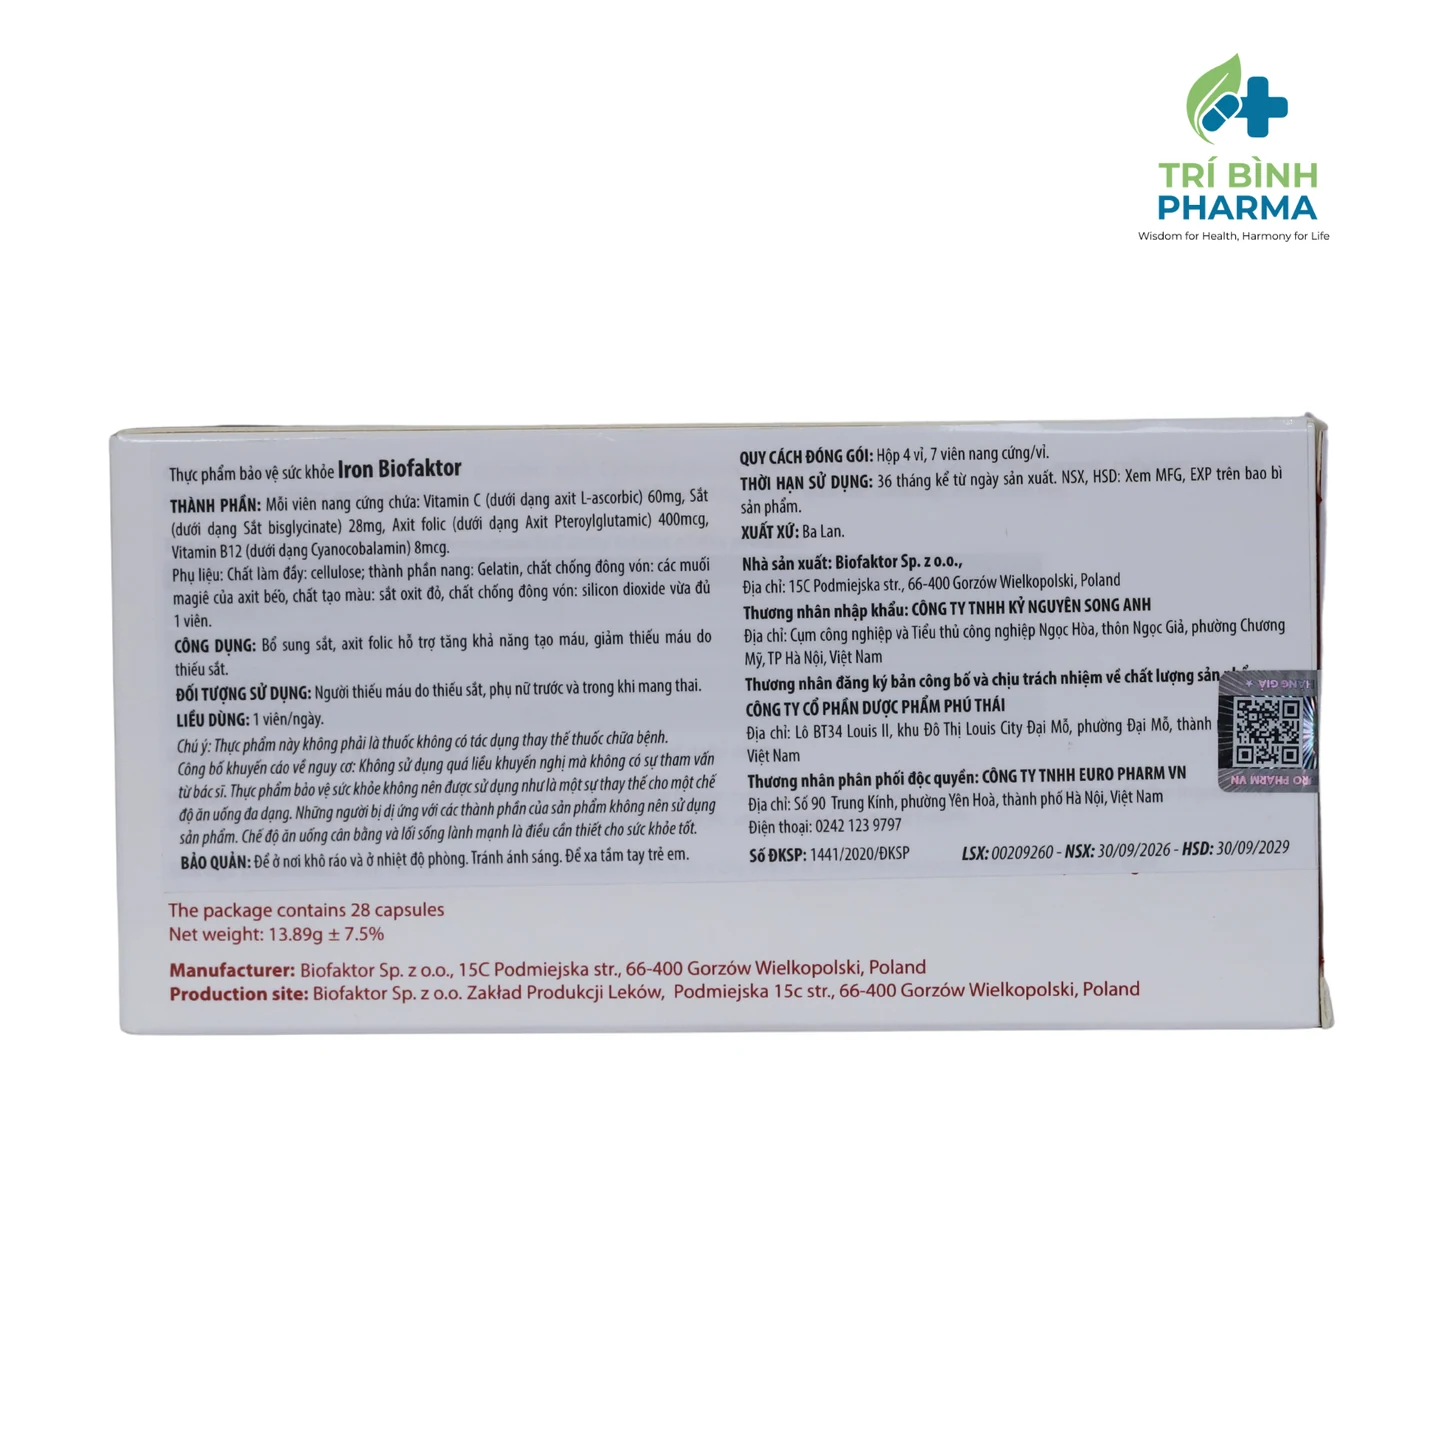 TRÍ BÌNH
PHARMA
Wisdom for Health, Harmony for Life
Thực phẩm bảo vệ sức khỏe Iron Biofaktor
THÀNH PHẦN: Mỗi viên nang cứng chứa: Vitamin C (dưới dạng axit L-ascorbic) 60mg, Sắt
(dưới dạng Sắt bisglycinate) 28mg, Axit folic (dưới dạng Axit Pteroylglutamic) 400mcg,
Vitamin B12 (dưới dạng Cyanocobalamin) 8mcg.
Phụ liệu: Chất làm đầy: cellulose; thành phần nang: Gelatin, chất chống đông vón: các muối
magiê của axit béo, chất tạo màu: sắt oxit đỏ, chất chống đông vón: silicon dioxide vừa đủ
1 viên.
CÔNG DỤNG: Bổ sung sắt, axit folic hỗ trợ tăng khả năng tạo máu, giảm thiếu máu do
thiếu sắt.
ĐỐI TƯỢNG SỬ DỤNG: Người thiếu máu do thiếu sắt, phụ nữ trước và trong khi mang thai.
LIỀU DÙNG: 1 viên/ngày.
Chú ý: Thực phẩm này không phải là thuốc không có tác dụng thay thế thuốc chữa bệnh.
Công bố khuyến cáo về nguy cơ: Không sử dụng quá liều khuyến nghị mà không có sự tham vấn
từ bác sĩ. Thực phẩm bảo vệ sức khỏe không nên được sử dụng như là một sự thay thế cho một chế
độ ăn uống đa dạng. Những người bị dị ứng với các thành phần của sản phẩm không nên sử dụng
sản phẩm. Chế độ ăn uống cân bằng và lối sống lành mạnh là điều cần thiết cho sức khỏe tốt.
BẢO QUẢN: Để ở nơi khô ráo và ở nhiệt độ phòng. Tránh ánh sáng. Để xa tầm tay trẻ em.
QUY CÁCH ĐÓNG GÓI: Hộp 4 vỉ, 7 viên nang cứng/vỉ.
THỜI HẠN SỬ DỤNG: 36 tháng kể từ ngày sản xuất. NSX, HSD: Xem MFG, EXP trên bao bì
sản phẩm.
XUẤT XỨ: Ba Lan.
Nhà sản xuất: Biofaktor Sp. z o.o.,
Địa chỉ: 15C Podmiejska str., 66-400 Gorzów Wielkopolski, Poland
Thương nhân nhập khẩu: CÔNG TY TNHH KỶ NGUYÊN SONG ANH
Địa chỉ: Cụm công nghiệp và Tiểu thủ công nghiệp Ngọc Hòa, thôn Ngọc Giả, phường Chương
Mỹ, TP Hà Nội, Việt Nam
Thương nhân đăng ký bản công bố và chịu trách nhiệm về chất lượng sản
CÔNG TY CỔ PHẦN DƯỢC PHẨM PHÚ THÁI
Địa chỉ: Lô BT34 Louis II, khu Đô Thị Louis City Đại Mỗ, phường Đại Mỗ, thành
Việt Nam
Thương nhân phân phối độc quyền: CÔNG TY TNHH EURO PHARM VN
Địa chỉ: Số 90 Trung Kính, phường Yên Hoà, thành phố Hà Nội, Việt Nam
Điện thoại: 0242 123 9797
Số ĐKSP: 1441/2020/ĐKSP LSX: 00209260 - NSX: 30/09/2026 - HSD: 30/09/2029
HÀNG GIẢ
RO PHARM VN
The package contains 28 capsules
Net weight: 13.89g ± 7.5%
Manufacturer: Biofaktor Sp. z o.o., 15C Podmiejska str., 66-400 Gorzów Wielkopolski, Poland
Production site: Biofaktor Sp. z o.o. Zakład Produkcji Leków, Podmiejska 15c str., 66-400 Gorzów Wielkopolski, Poland